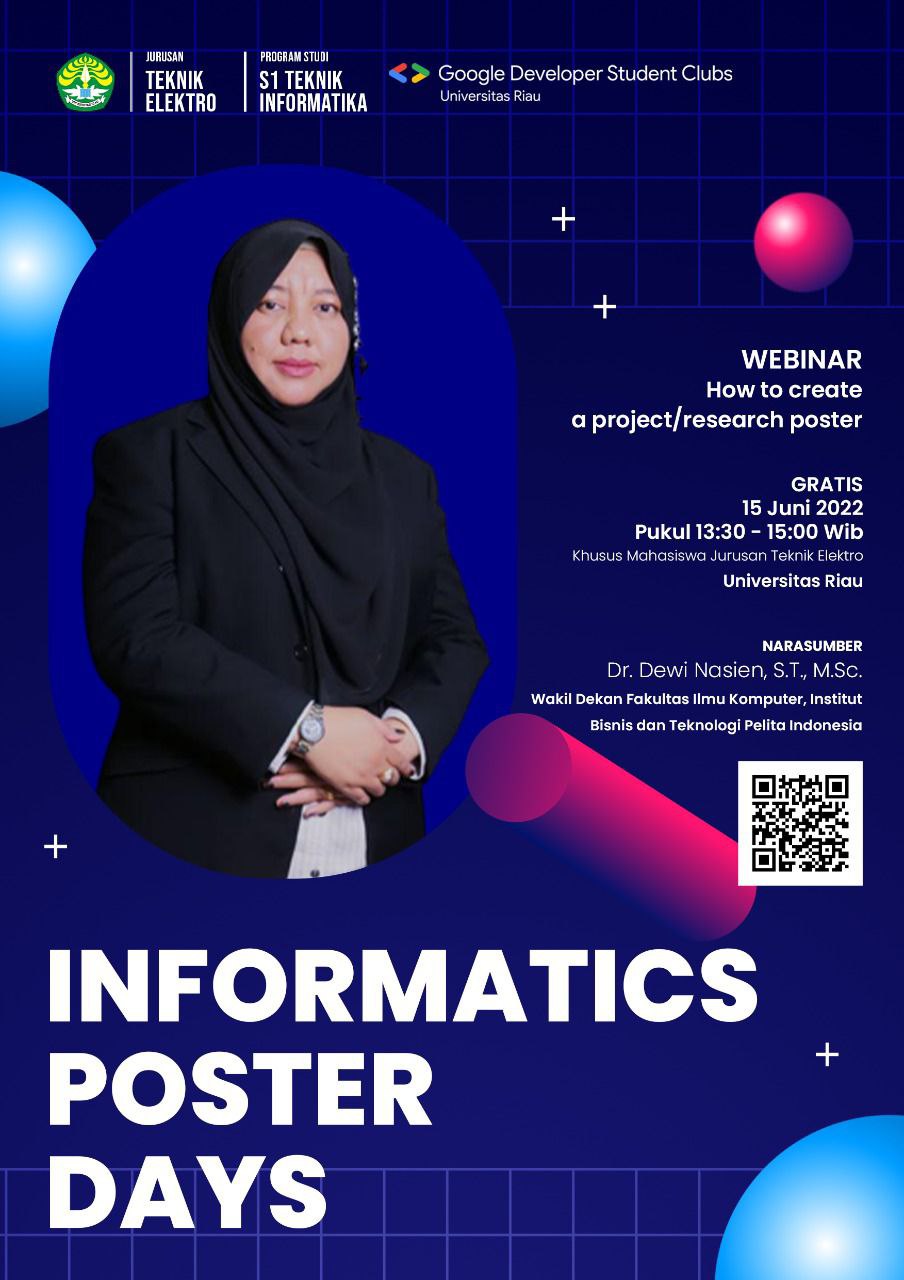 JURUSAN
TEKNIK
ELEKTRO
PROGRAM STUDI
S1 TEKNIK
INFORMATIKA
Google Developer Student Clubs
Universitas Riau
WEBINAR
How to create
a project/research poster
GRATIS
15 Juni 2022
Pukul 13:30 - 15:00 Wib
Khusus Mahasiswa Jurusan Teknik Elektro
Universitas Riau
NARASUMBER
Dr. Dewi Nasien, S.T., M.Sc.
Wakil Dekan Fakultas Ilmu Komputer, Institut
Bisnis dan Teknologi Pelita Indonesia
INFORMATICS
POSTER
DAYS